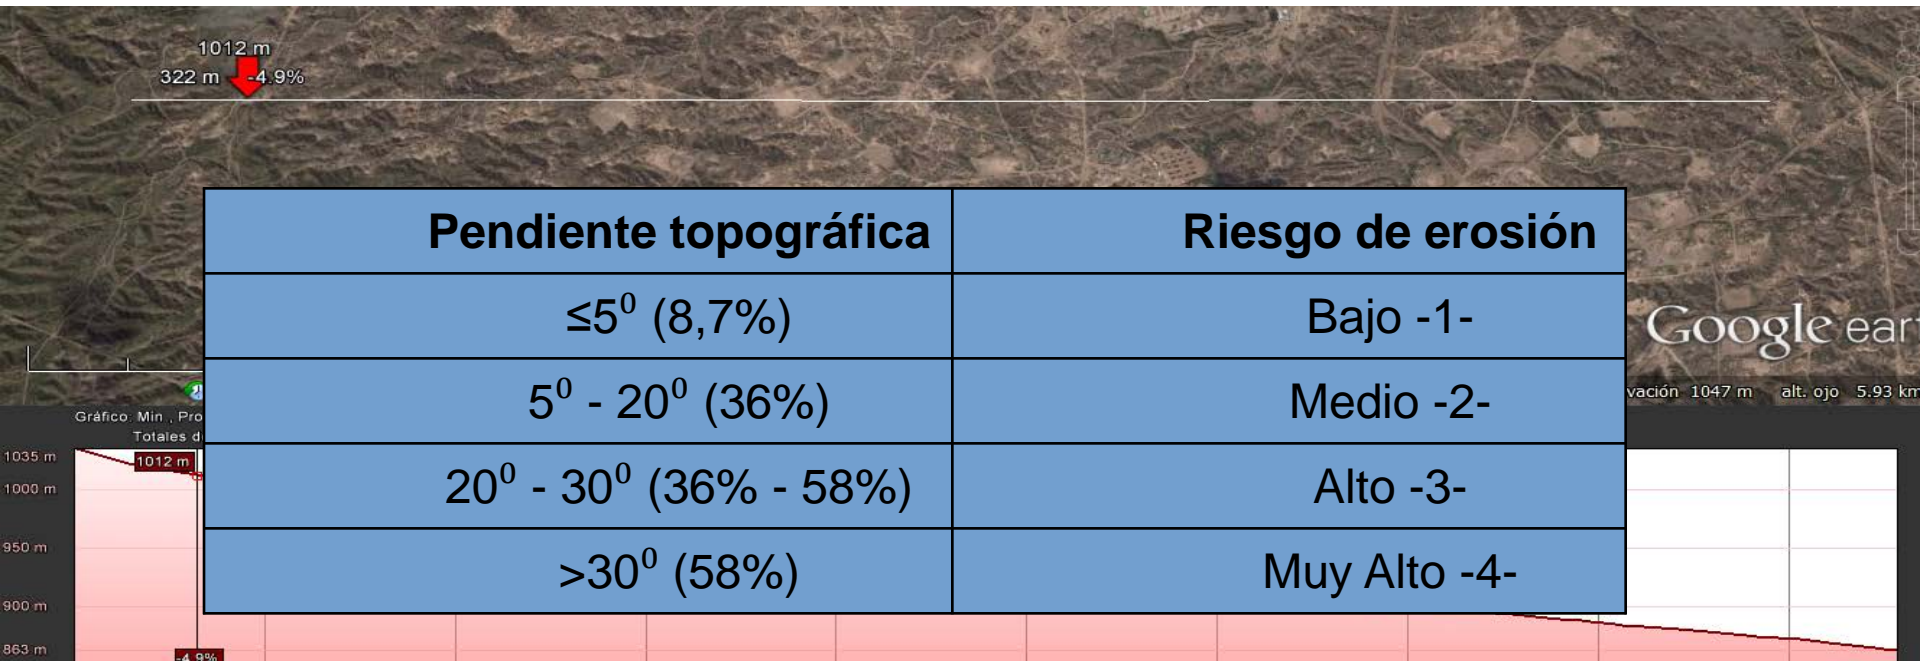 1012 m
322 m -4.9%
Pendiente topográfica Riesgo de erosión
≤5⁰ (8,7%) Bajo -1-
5⁰ - 20⁰ (36%) Medio -2-
20⁰ - 30⁰ (36% - 58%) Alto -3-
>30⁰ (58%) Muy Alto -4-
Google eart
vación 1047 m alt. ojo 5.93 km
Gráfico: Min., Pro
Totales d
1035 m
1012 m
1000 m
950 m
900 m
863 m
-4.9%